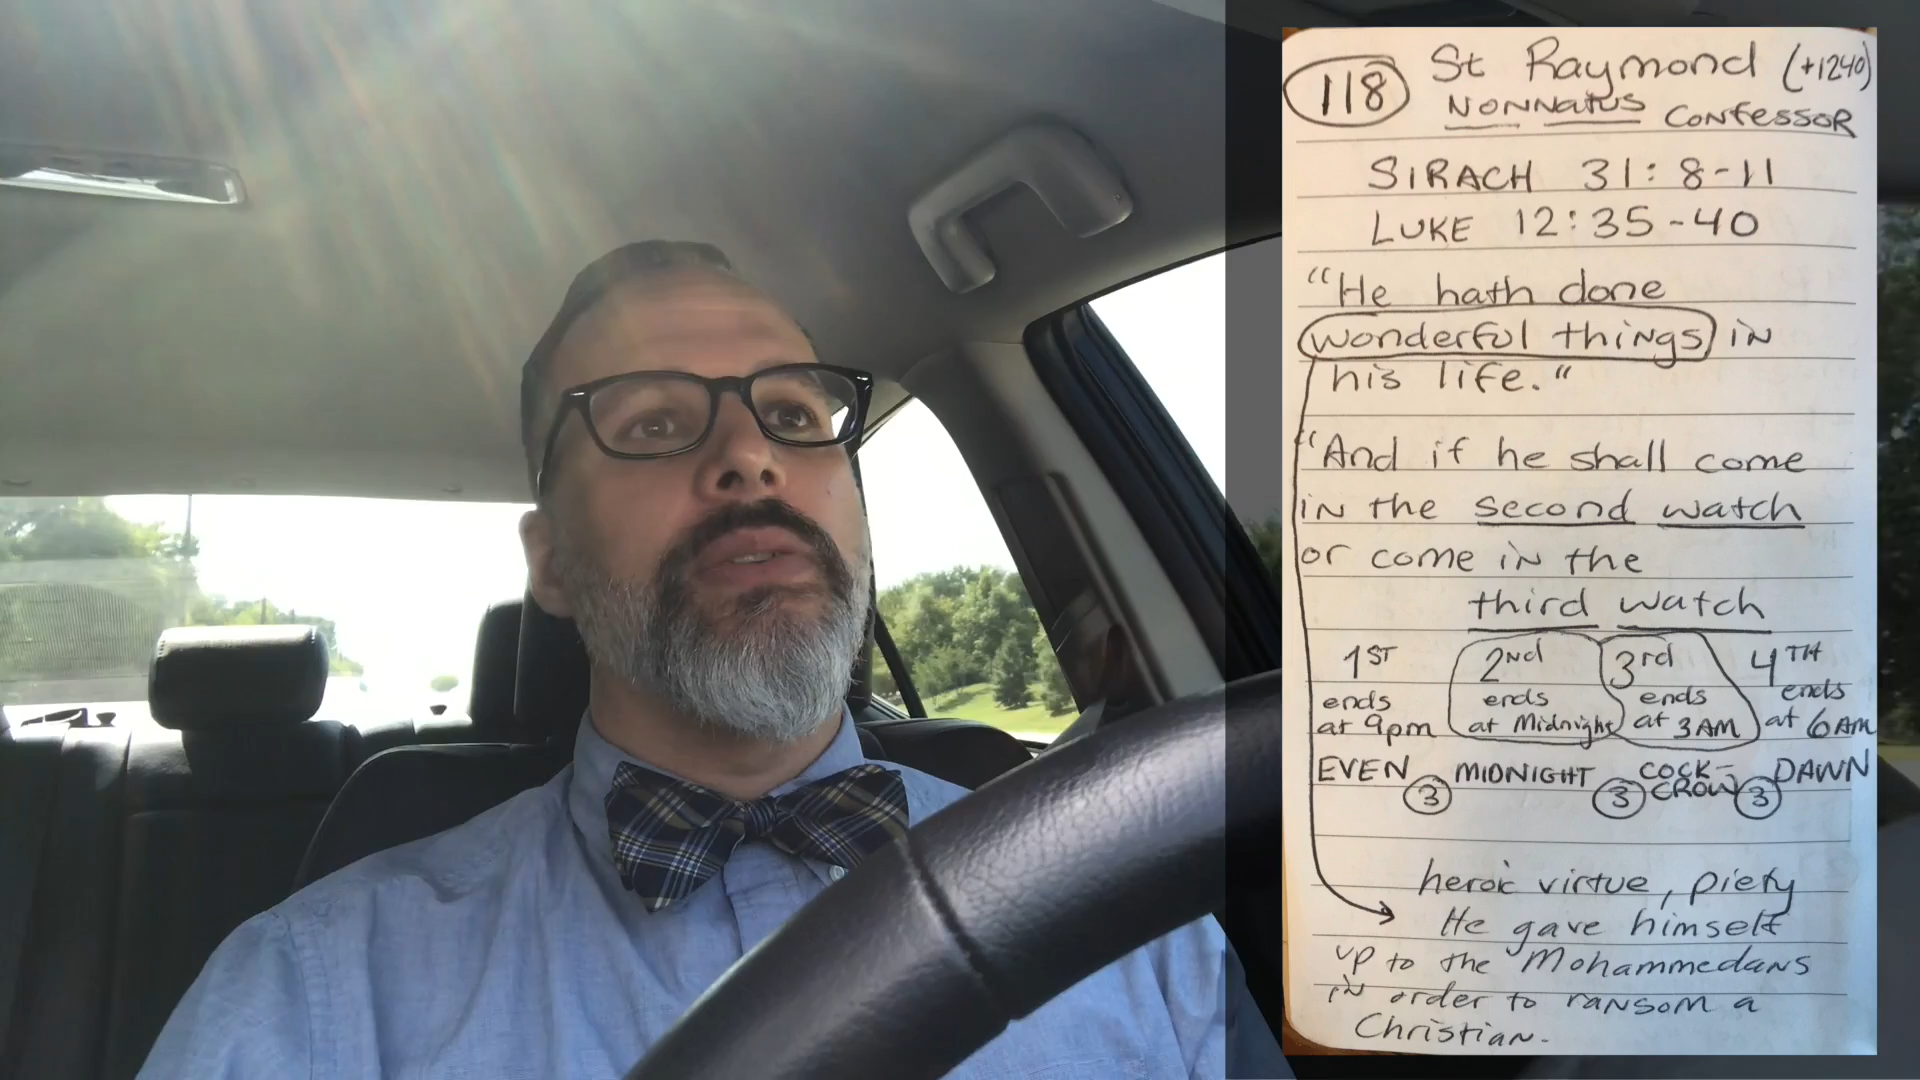 118 St Raymond (+1240)
NONNATUS CONFESSOR
SIRACH 31:8-11
LUKE 12:35-40
"He hath done
wonderful things in
his life."
"And if he shall come
in the second watch
or come in the
third watch
1ST 2ND 3rd 4TH
ends ends ends ends
at 9pm at Midnight at 3AM at 6AM
EVEN 3 MIDNIGHT 3 COCK-CROW 3 DAWN
heroic virtue, piety
He gave himself
up to the Mohammedans
in order to ransom a
Christian.